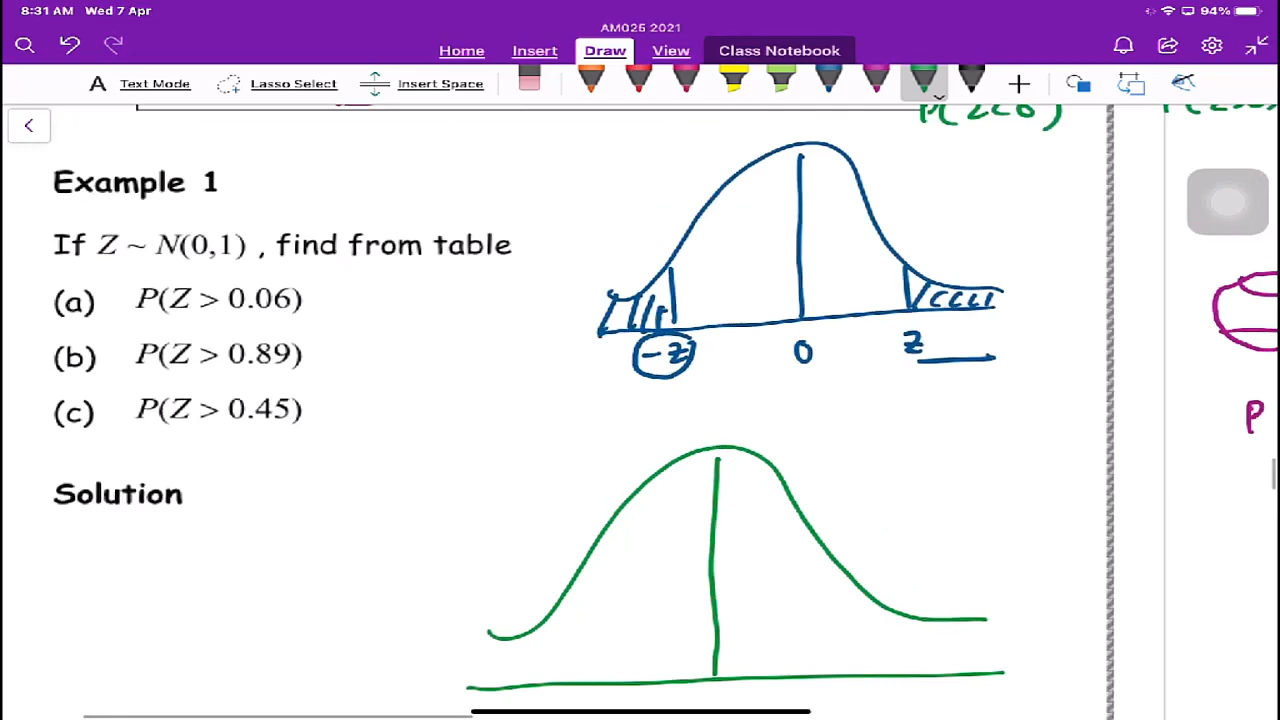 8:31 AM Wed 7 Apr 94%
AM025 2021
Home Insert Draw View Class Notebook
A Text Mode Lasso Select Insert Space
P(Z<0)
Example 1
If Z ~ N(0,1) , find from table
(a) P(Z > 0.06)
(b) P(Z > 0.89)
(c) P(Z > 0.45)
-z 0 z
P
Solution